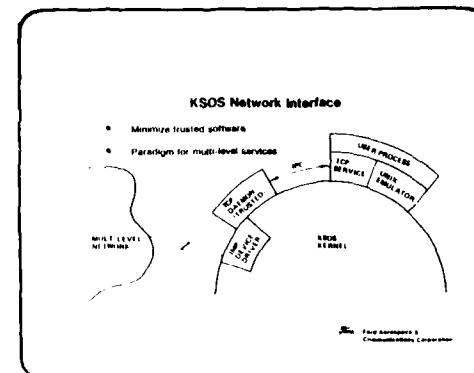 KSOS Network Interface
• Minimize trusted software
• Paradigm for multi-level services
USER PROCESS
IPC
TCP
SERVICE
UNIX
EMULATOR
TCP
DAEMON
(TRUSTED)
IMP
DEVICE
DRIVER
MULTI LEVEL
NETWORK
KSOS
KERNEL
Ford Aerospace &
Communications Corporation